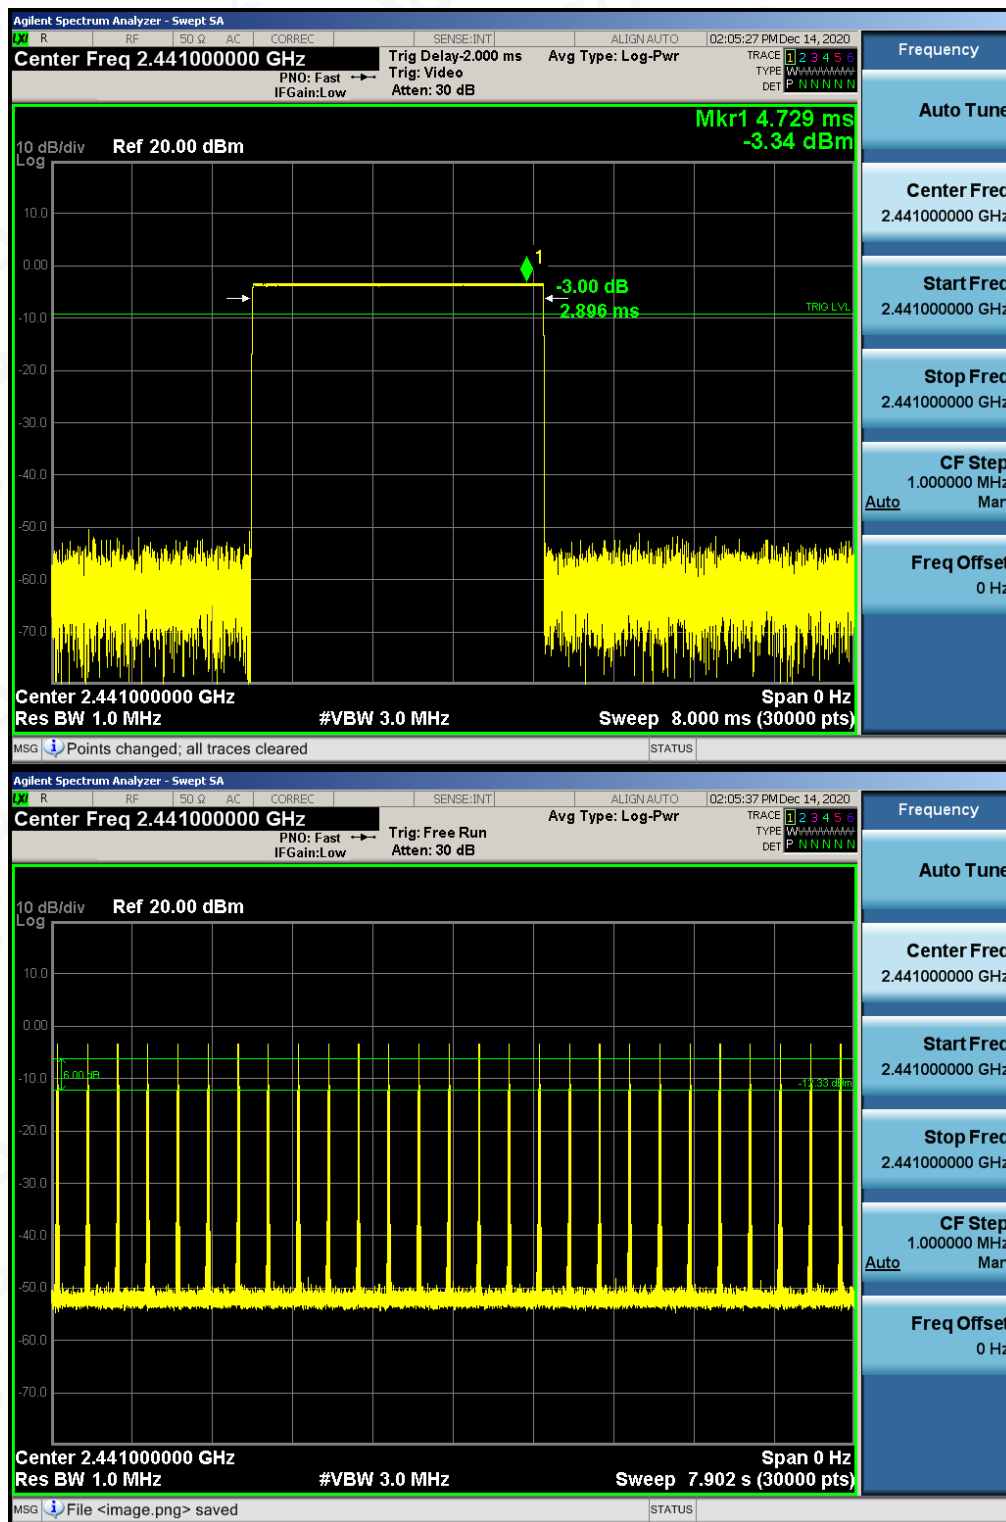 Agilent Spectrum Analyzer - Swept SA
LXI R RF 50 Ω AC CORREC SENSE:INT ALIGN AUTO 02:05:27 PM Dec 14, 2020
Center Freq 2.441000000 GHz
PNO: Fast
IFGain:Low
Trig Delay-2.000 ms
Trig: Video
Atten: 30 dB
Avg Type: Log-Pwr
TRACE 1 2 3 4 5 6
TYPE W
DET P N N N N N
Frequency
Auto Tune
Mkr1 4.729 ms
-3.34 dBm
10 dB/div
Log
Ref 20.00 dBm
10.0
0.00
-10.0
-20.0
-30.0
-40.0
-50.0
-60.0
-70.0
1
-3.00 dB
2.896 ms
TRIG LVL
Center Freq
2.441000000 GHz
Start Freq
2.441000000 GHz
Stop Freq
2.441000000 GHz
CF Step
1.000000 MHz
Auto Man
Freq Offset
0 Hz
Center 2.441000000 GHz Span 0 Hz
Res BW 1.0 MHz #VBW 3.0 MHz Sweep 8.000 ms (30000 pts)
MSG Points changed; all traces cleared STATUS
Agilent Spectrum Analyzer - Swept SA
LXI R RF 50 Ω AC CORREC SENSE:INT ALIGN AUTO 02:05:37 PM Dec 14, 2020
Center Freq 2.441000000 GHz
PNO: Fast
IFGain:Low
Trig: Free Run
Atten: 30 dB
Avg Type: Log-Pwr
TRACE 1 2 3 4 5 6
TYPE W
DET P N N N N N
Frequency
Auto Tune
10 dB/div
Log
Ref 20.00 dBm
10.0
0.00
-10.0
-20.0
-30.0
-40.0
-50.0
-60.0
-70.0
6.00 dB
-12.33 dBm
Center Freq
2.441000000 GHz
Start Freq
2.441000000 GHz
Stop Freq
2.441000000 GHz
CF Step
1.000000 MHz
Auto Man
Freq Offset
0 Hz
Center 2.441000000 GHz Span 0 Hz
Res BW 1.0 MHz #VBW 3.0 MHz Sweep 7.902 s (30000 pts)
MSG File <image.png> saved STATUS